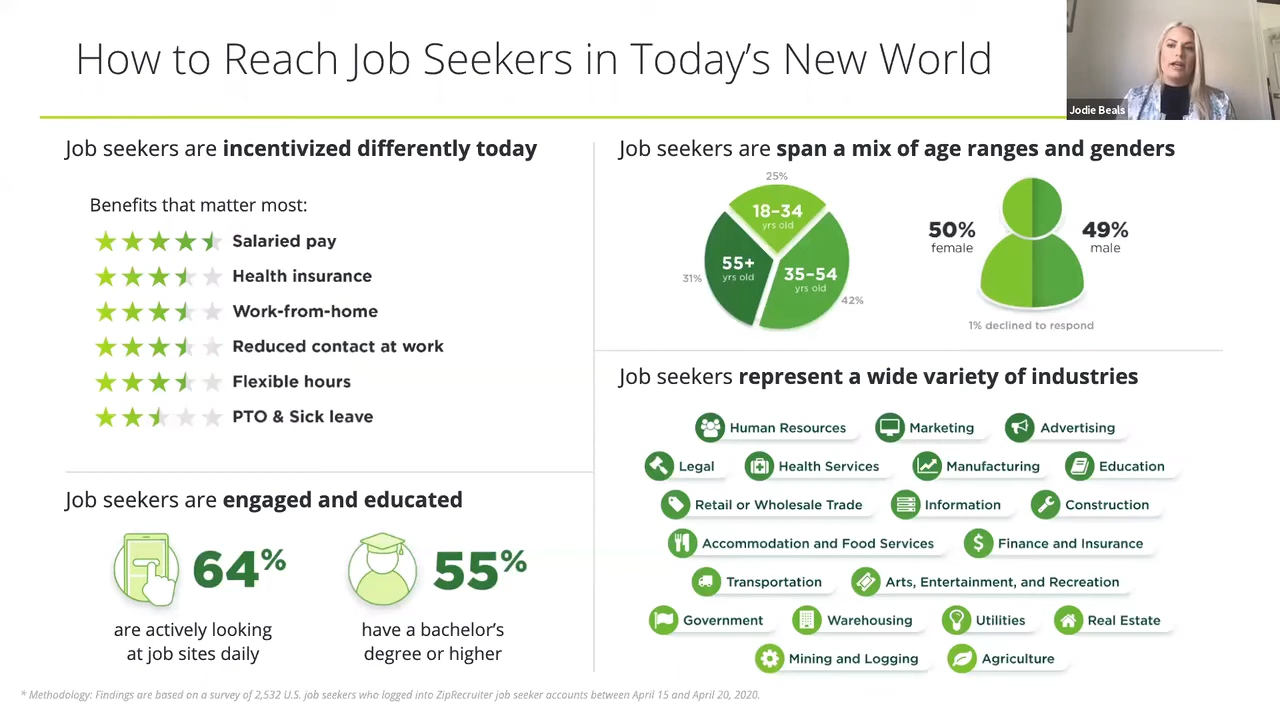 How to Reach Job Seekers in Today's New World
Jodie Beals
Job seekers are incentivized differently today
Benefits that matter most:
Salaried pay
Health insurance
Work-from-home
Reduced contact at work
Flexible hours
PTO & Sick leave
Job seekers are engaged and educated
64%
are actively looking
at job sites daily
55%
have a bachelor's
degree or higher
Job seekers are span a mix of age ranges and genders
25%
18–34
yrs old
55+
yrs old
31%
35–54
yrs old
42%
50%
female
49%
male
1% declined to respond
Job seekers represent a wide variety of industries
Human Resources Marketing Advertising
Legal Health Services Manufacturing Education
Retail or Wholesale Trade Information Construction
Accommodation and Food Services Finance and Insurance
Transportation Arts, Entertainment, and Recreation
Government Warehousing Utilities Real Estate
Mining and Logging Agriculture
* Methodology: Findings are based on a survey of 2,532 U.S. job seekers who logged into ZipRecruiter job seeker accounts between April 15 and April 20, 2020.